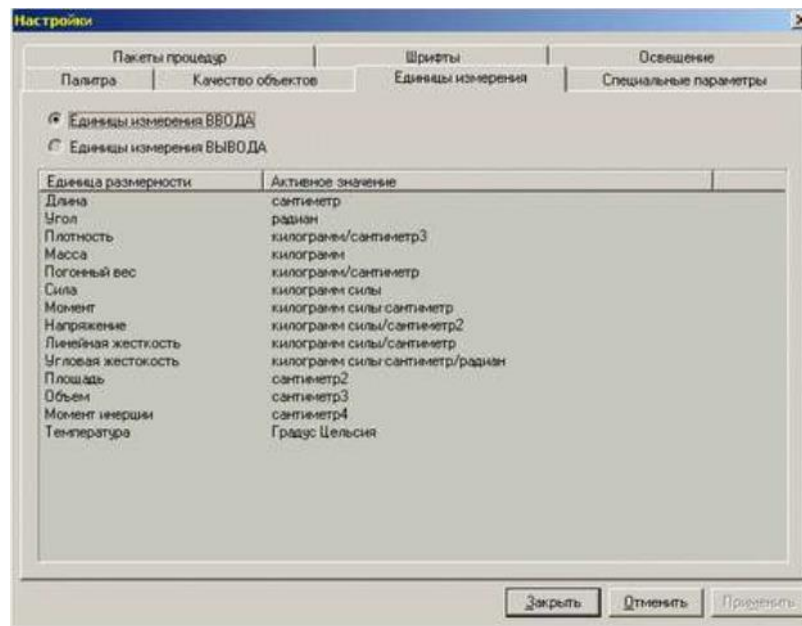 Настройки
Пакеты процедур Шрифты Освещение
Палитра Качество объектов Единицы измерения Специальные параметры
Единицы измерения ВВОДА
Единицы измерения ВЫВОДА
Единица размерности Активное значение
Длина сантиметр
Угол радиан
Плотность килограмм/сантиметр3
Масса килограмм
Погонный вес килограмм/сантиметр
Сила килограмм силы
Момент килограмм силы·сантиметр
Напряжение килограмм силы/сантиметр2
Линейная жесткость килограмм силы/сантиметр
Угловая жестокость килограмм силы·сантиметр/радиан
Площадь сантиметр2
Объем сантиметр3
Момент инерции сантиметр4
Температура Градус Цельсия
Закрыть Отменить Применить